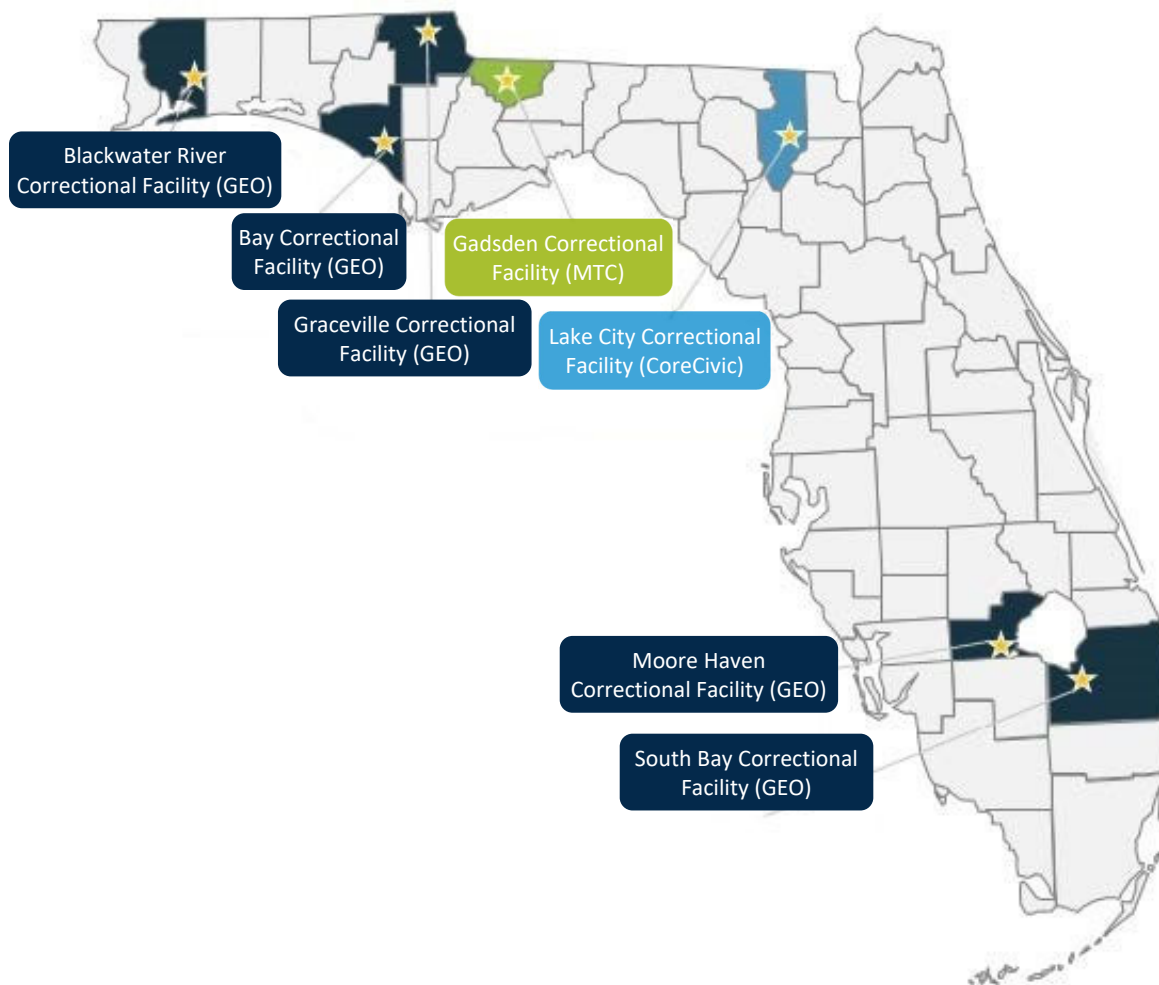 Blackwater River
Correctional Facility (GEO)
Bay Correctional
Facility (GEO)
Gadsden Correctional
Facility (MTC)
Graceville Correctional
Facility (GEO)
Lake City Correctional
Facility (CoreCivic)
Moore Haven
Correctional Facility (GEO)
South Bay Correctional
Facility (GEO)